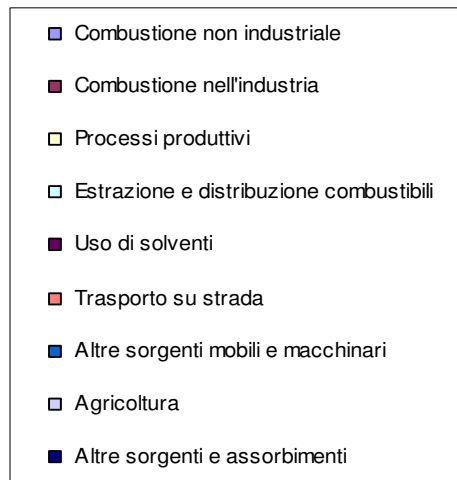 Combustione non industriale
Combustione nell'industria
Processi produttivi
Estrazione e distribuzione combustibili
Uso di solventi
Trasporto su strada
Altre sorgenti mobili e macchinari
Agricoltura
Altre sorgenti e assorbimenti